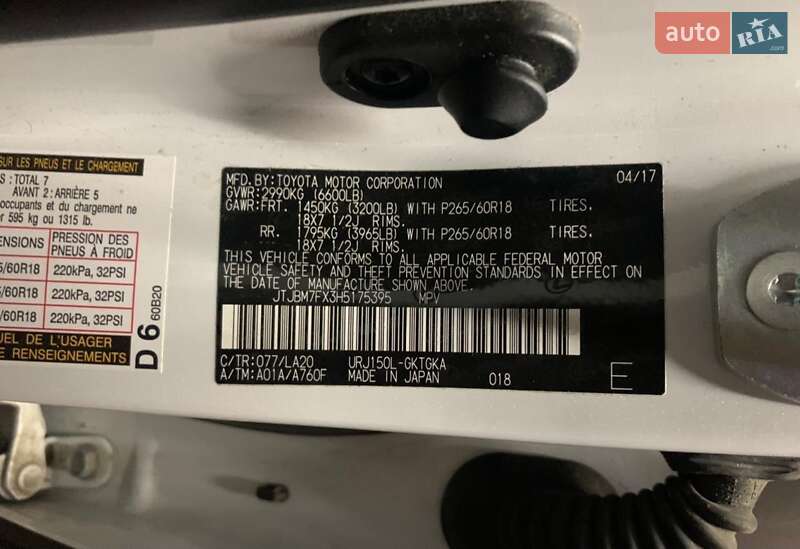 auto RIA.com
SUR LES PNEUS ET LE CHARGEMENT
TOTAL 7
AVANT 2: ARRIÈRE 5
occupants et du chargement ne
595 kg ou 1315 lb.
PRESSION DES
PNEUS À FROID
/60R18 220kPa, 32PSI
/60R18 220kPa, 32PSI
/60R18 220kPa, 32PSI
DE L'USAGER
DE RENSEIGNEMENTS
D 6 60B20
MFD.BY:TOYOTA MOTOR CORPORATION 04/17
GVWR:2990KG (6600LB)
GAWR:FRT. 1450KG (3200LB) WITH P265/60R18 TIRES.
18X7 1/2J RIMS.
RR. 1795KG (3965LB) WITH P265/60R18 TIRES.
18X7 1/2J RIMS.
THIS VEHICLE CONFORMS TO ALL APPLICABLE FEDERAL MOTOR
VEHICLE SAFETY AND THEFT PREVENTION STANDARDS IN EFFECT ON
THE DATE OF MANUFACTURE SHOWN ABOVE.
JTJBM7FX3H5175395 MPV
C/TR:077/LA20 URJ150L-GKTGKA
A/TM:A01A/A760F MADE IN JAPAN 018 E